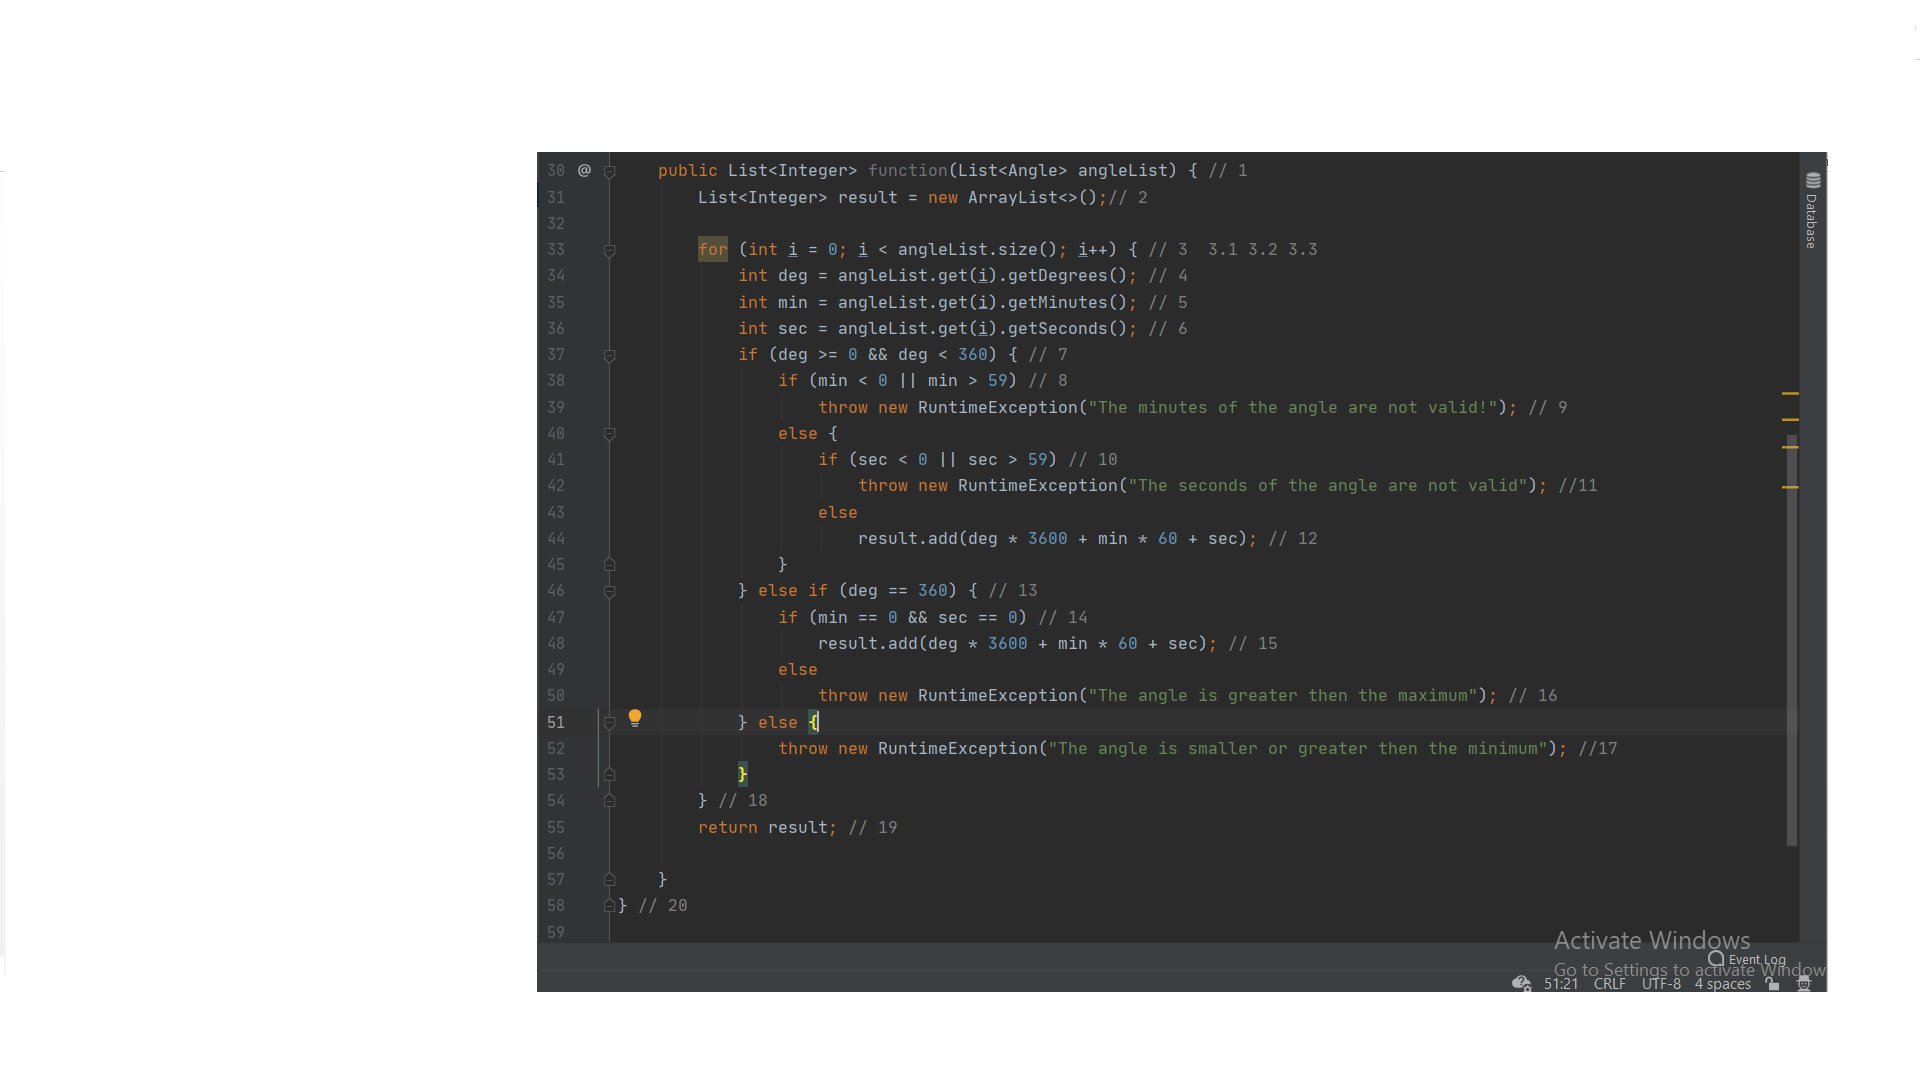 30 @ public List<Integer> function(List<Angle> angleList) { // 1
31 List<Integer> result = new ArrayList<>();// 2
32
33 for (int i = 0; i < angleList.size(); i++) { // 3  3.1 3.2 3.3
34 int deg = angleList.get(i).getDegrees(); // 4
35 int min = angleList.get(i).getMinutes(); // 5
36 int sec = angleList.get(i).getSeconds(); // 6
37 if (deg >= 0 && deg < 360) { // 7
38 if (min < 0 || min > 59) // 8
39 throw new RuntimeException("The minutes of the angle are not valid!"); // 9
40 else {
41 if (sec < 0 || sec > 59) // 10
42 throw new RuntimeException("The seconds of the angle are not valid"); //11
43 else
44 result.add(deg * 3600 + min * 60 + sec); // 12
45 }
46 } else if (deg == 360) { // 13
47 if (min == 0 && sec == 0) // 14
48 result.add(deg * 3600 + min * 60 + sec); // 15
49 else
50 throw new RuntimeException("The angle is greater then the maximum"); // 16
51 } else {
52 throw new RuntimeException("The angle is smaller or greater then the minimum"); //17
53 }
54 } // 18
55 return result; // 19
56
57 }
58 } // 20
59
Database
Activate Windows
Event Log
Go to Settings to activate Window
51:21 CRLF UTF-8 4 spaces